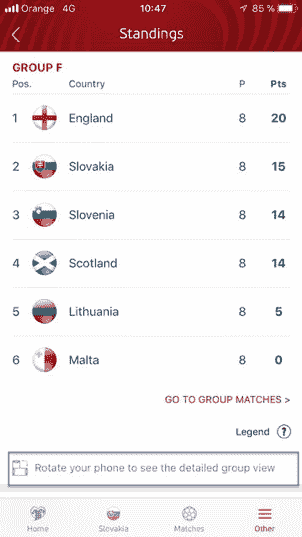 Orange 4G 10:47 85 %
Standings
GROUP F
Pos. Country P Pts
1 England 8 20
2 Slovakia 8 15
3 Slovenia 8 14
4 Scotland 8 14
5 Lithuania 8 5
6 Malta 8 0
GO TO GROUP MATCHES >
Legend ?
Rotate your phone to see the detailed group view
Home Slovakia Matches Other